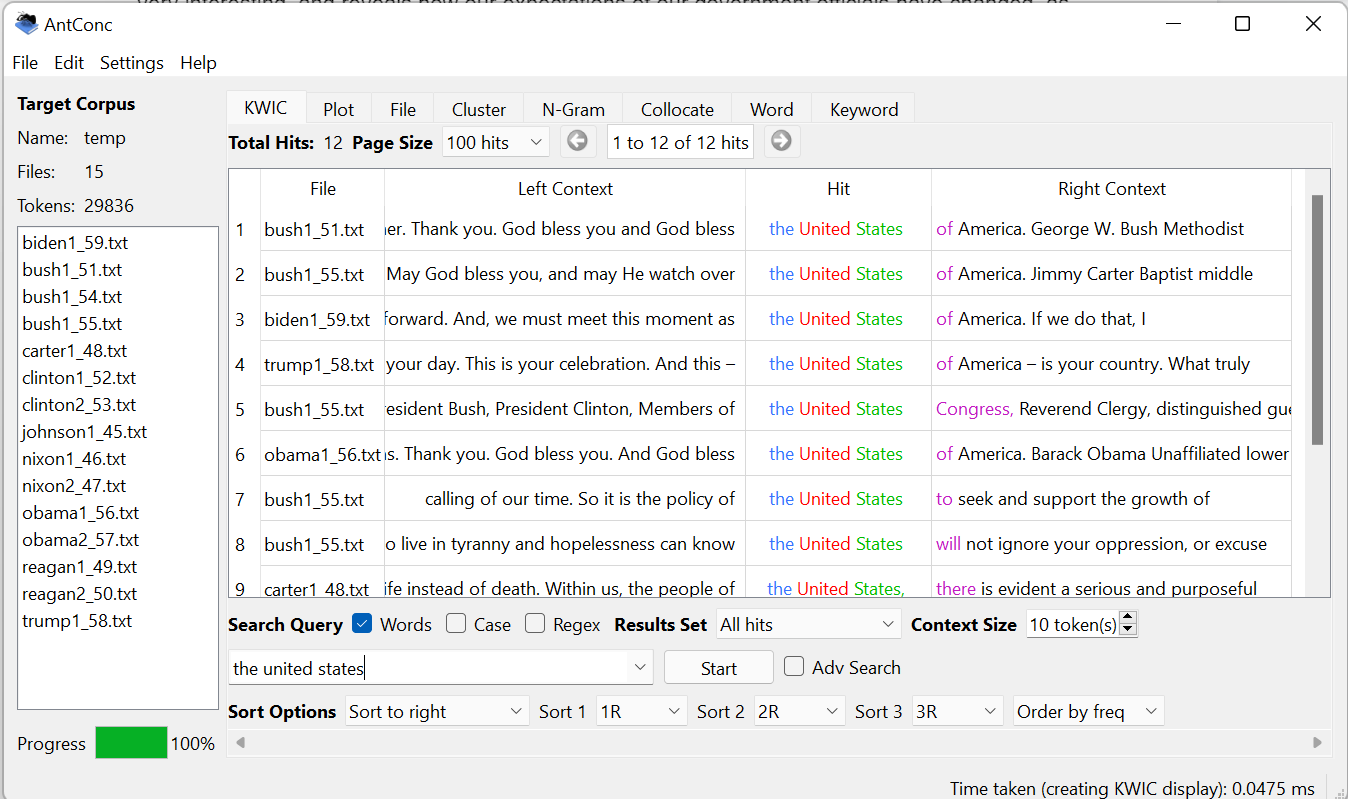 very interesting, and reveals how our expectations of our government officials have changed, as
AntConc
File Edit Settings Help
Target Corpus
Name: temp
Files: 15
Tokens: 29836
biden1_59.txt
bush1_51.txt
bush1_54.txt
bush1_55.txt
carter1_48.txt
clinton1_52.txt
clinton2_53.txt
johnson1_45.txt
nixon1_46.txt
nixon2_47.txt
obama1_56.txt
obama2_57.txt
reagan1_49.txt
reagan2_50.txt
trump1_58.txt
Progress 100%
KWIC Plot File Cluster N-Gram Collocate Word Keyword
Total Hits: 12 Page Size 100 hits 1 to 12 of 12 hits
File Left Context Hit Right Context
1 bush1_51.txt er. Thank you. God bless you and God bless the United States of America. George W. Bush Methodist
2 bush1_55.txt May God bless you, and may He watch over the United States of America. Jimmy Carter Baptist middle
3 biden1_59.txt forward. And, we must meet this moment as the United States of America. If we do that, I
4 trump1_58.txt your day. This is your celebration. And this – the United States of America – is your country. What truly
5 bush1_55.txt resident Bush, President Clinton, Members of the United States Congress, Reverend Clergy, distinguished gue
6 obama1_56.txt s. Thank you. God bless you. And God bless the United States of America. Barack Obama Unaffiliated lower
7 bush1_55.txt calling of our time. So it is the policy of the United States to seek and support the growth of
8 bush1_55.txt o live in tyranny and hopelessness can know the United States will not ignore your oppression, or excuse
9 carter1_48.txt ife instead of death. Within us, the people of the United States, there is evident a serious and purposeful
Search Query Words Case Regex Results Set All hits Context Size 10 token(s)
the united states Start Adv Search
Sort Options Sort to right Sort 1 1R Sort 2 2R Sort 3 3R Order by freq
Time taken (creating KWIC display): 0.0475 ms